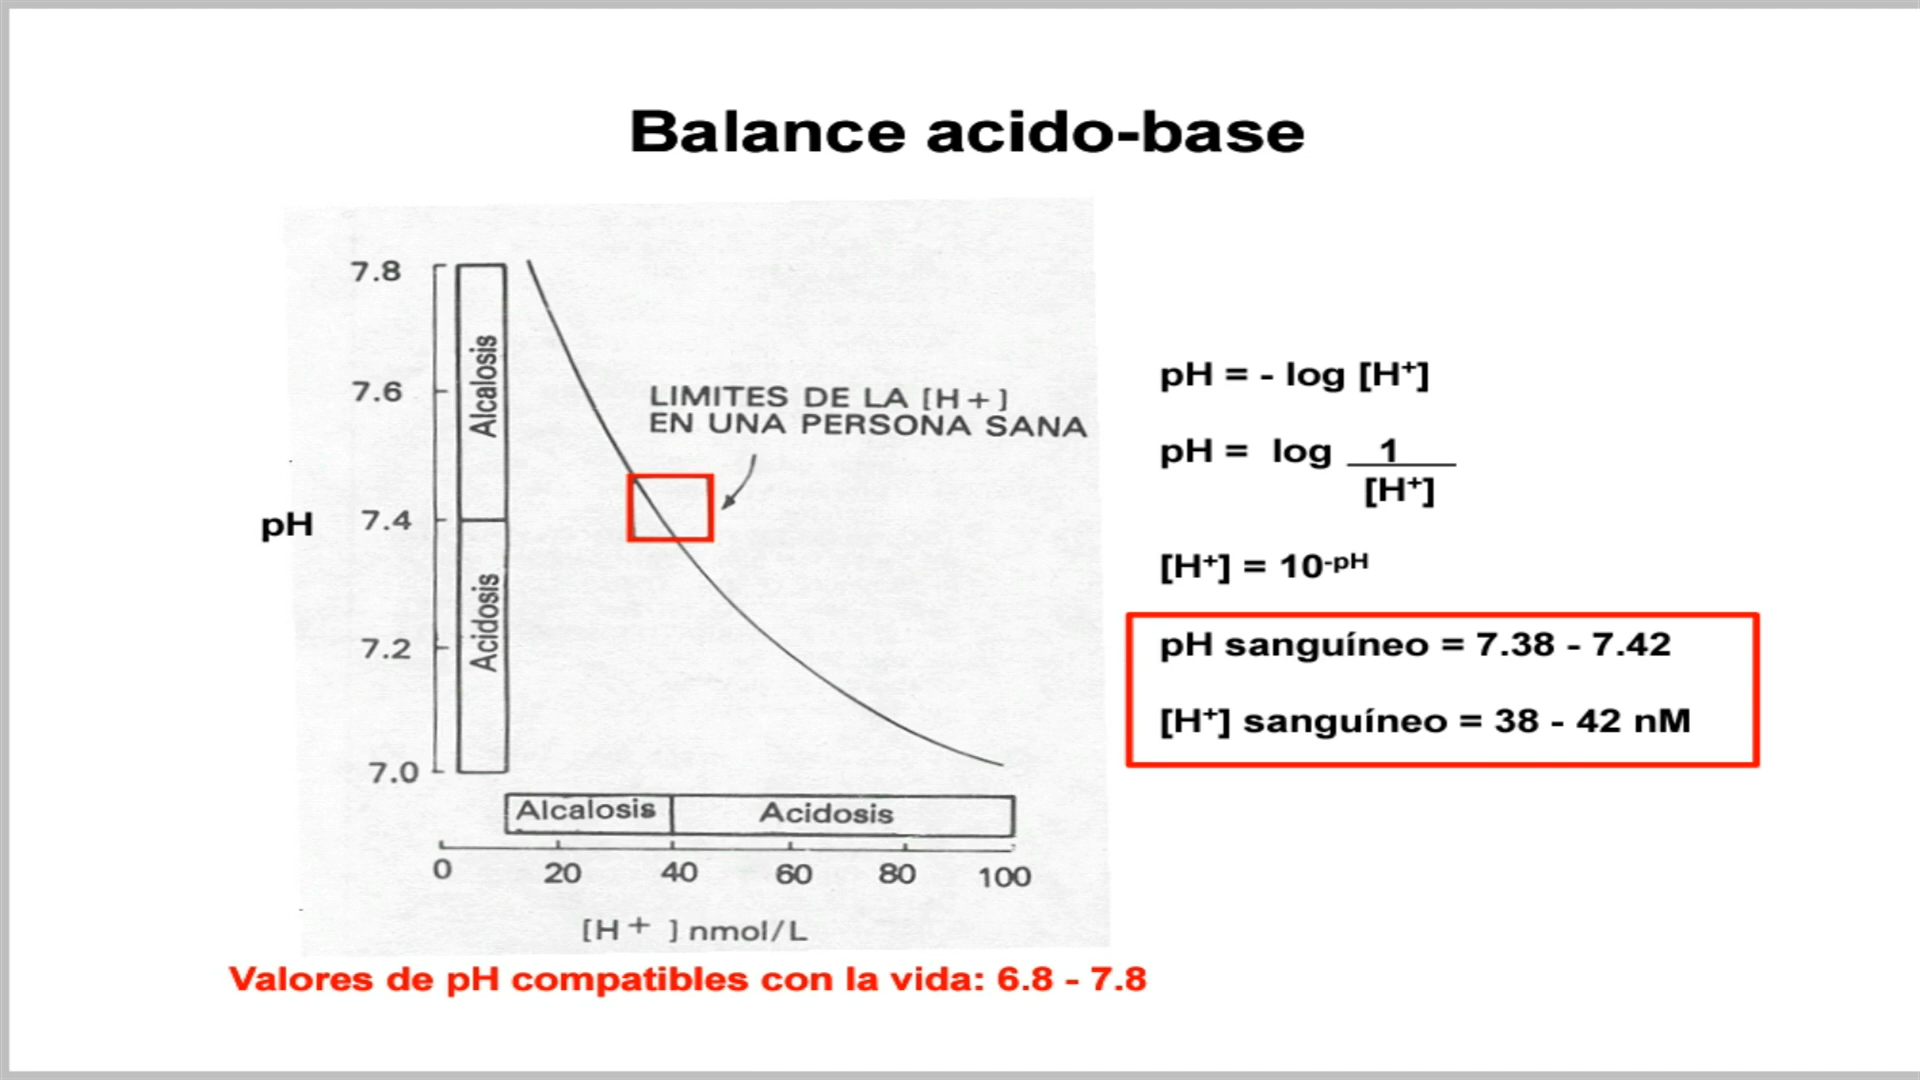 Balance acido-base
7.8
7.6
7.4
7.2
7.0
pH
Alcalosis
Acidosis
LIMITES DE LA [H+]
EN UNA PERSONA SANA
Alcalosis
Acidosis
0 20 40 60 80 100
[H+ ] nmol/L
pH = - log [H⁺]
pH = log 1
[H⁺]
[H⁺] = 10⁻ᵖᴴ
pH sanguíneo = 7.38 - 7.42
[H⁺] sanguíneo = 38 - 42 nM
Valores de pH compatibles con la vida: 6.8 - 7.8